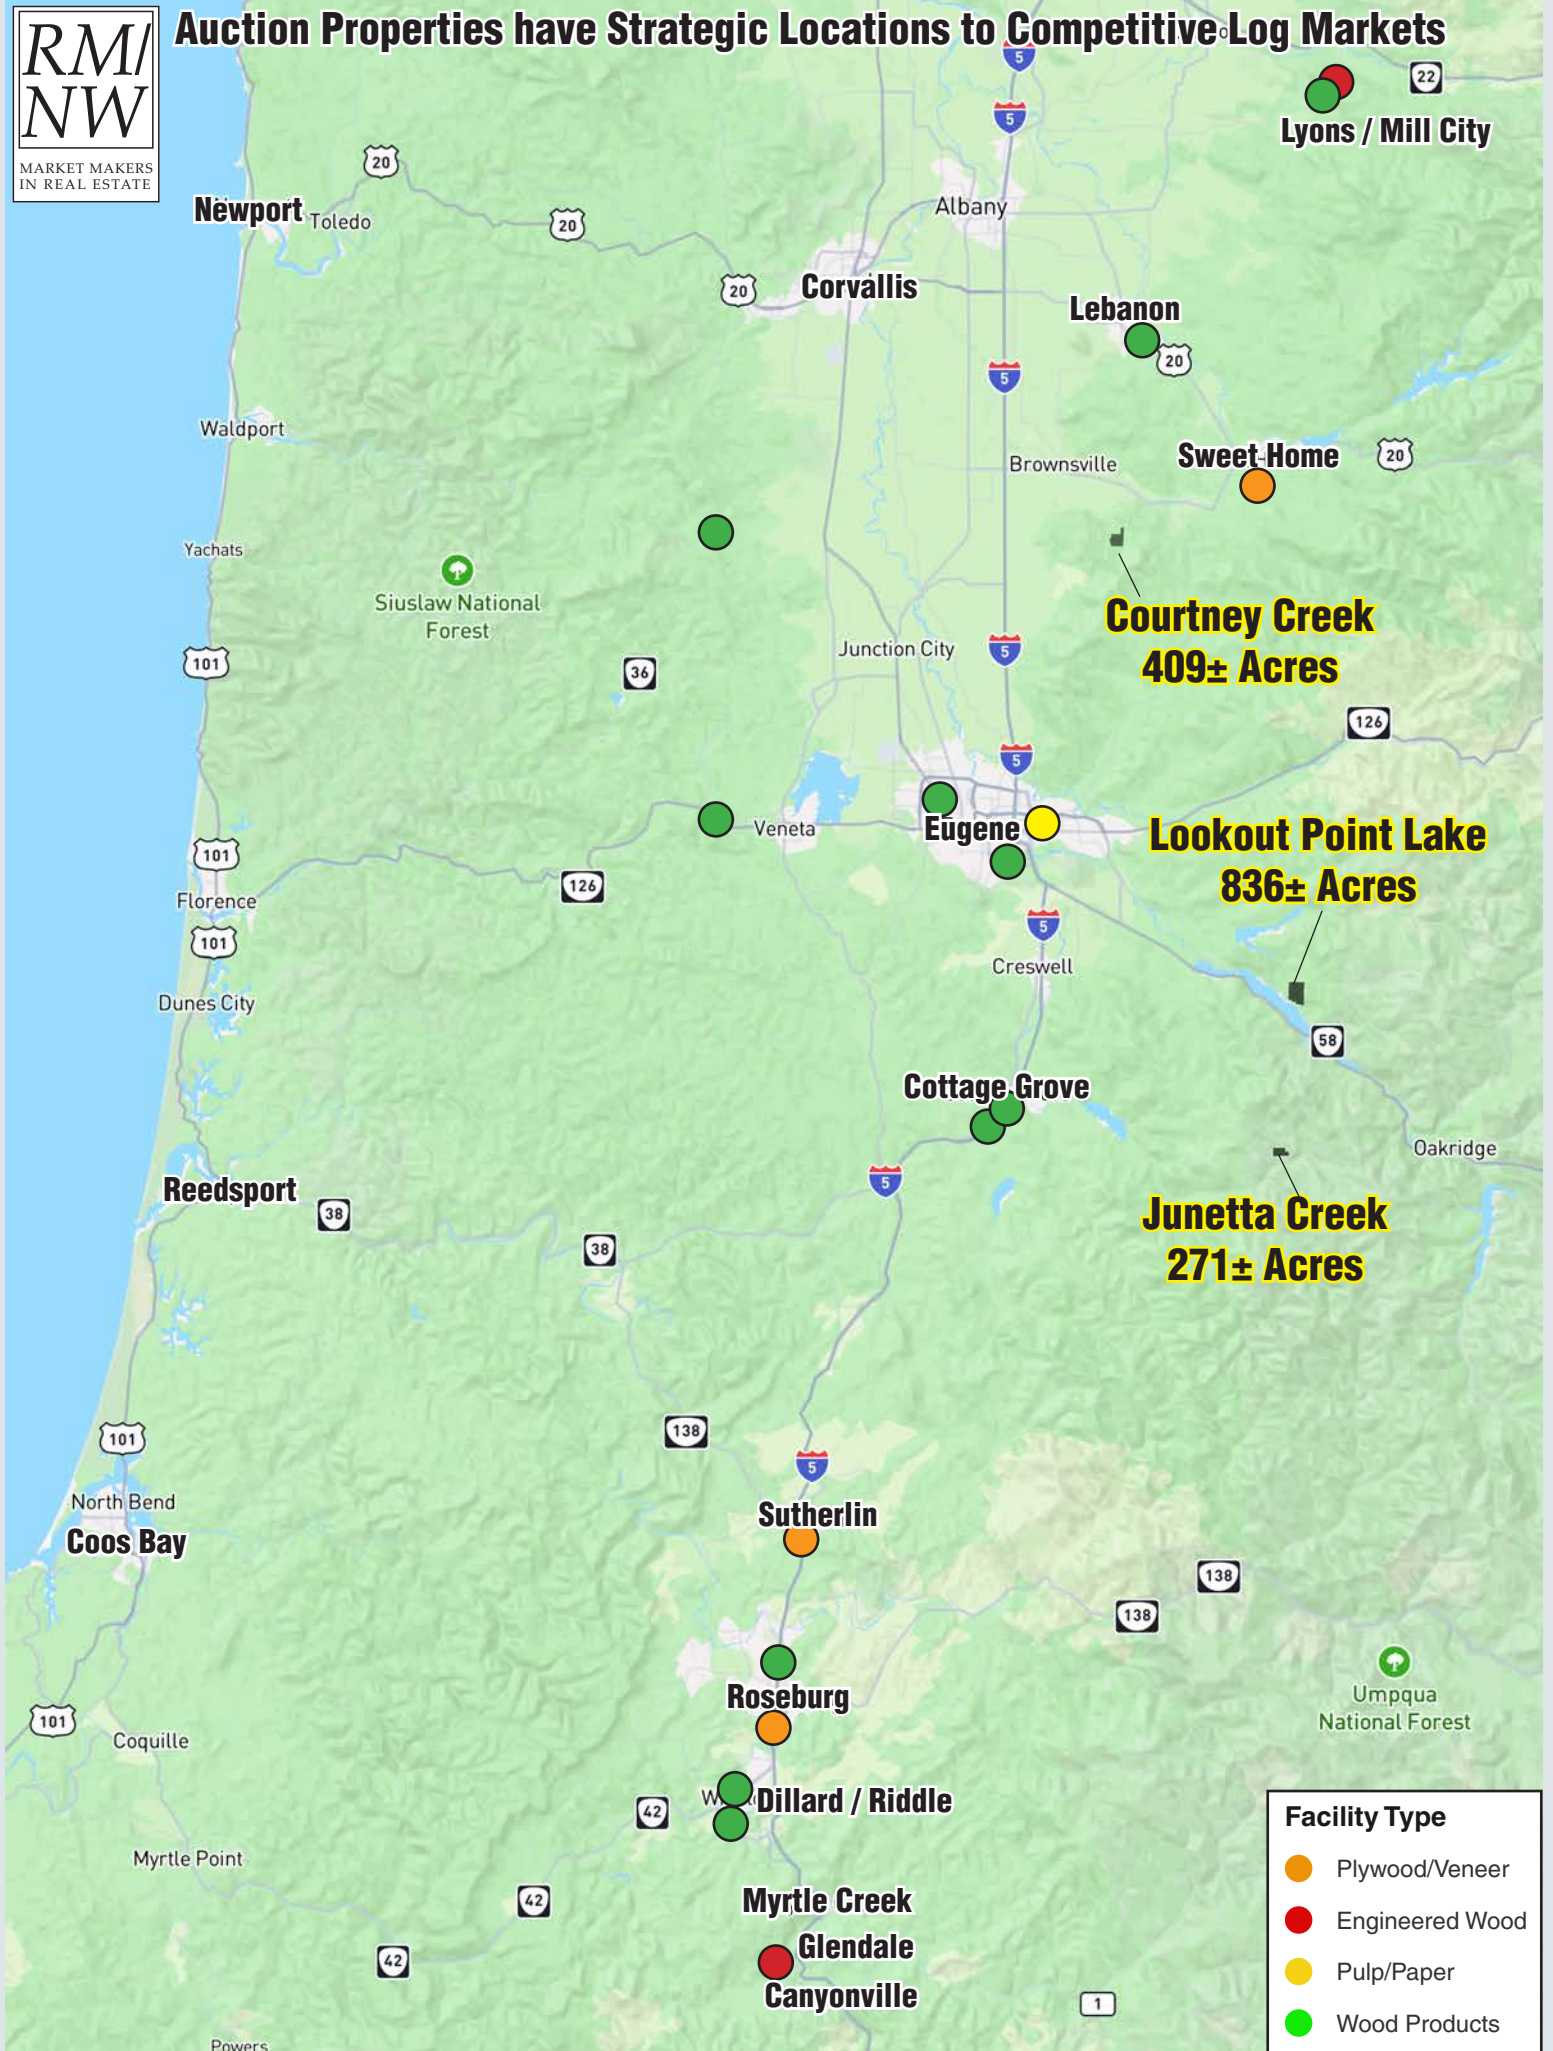 Auction Properties have Strategic Locations to Competitive Log Markets
RM/
NW
MARKET MAKERS
IN REAL ESTATE
5
22
5
Lyons / Mill City
20
Newport
Toledo
20
Albany
20
Corvallis
Lebanon
20
5
Waldport
Sweet Home
20
Brownsville
Yachats
Siuslaw National
Forest
Courtney Creek
409± Acres
Junction City
5
101
36
126
5
Veneta
Eugene
Lookout Point Lake
836± Acres
101
126
Florence
5
101
Creswell
Dunes City
58
Cottage Grove
Oakridge
5
Reedsport
38
Junetta Creek
271± Acres
38
101
138
5
North Bend
Sutherlin
Coos Bay
138
138
Roseburg
Umpqua
National Forest
101
Coquille
Dillard / Riddle
42
Myrtle Point
42
Myrtle Creek
Glendale
42
Canyonville
1
Powers
Facility Type
Plywood/Veneer
Engineered Wood
Pulp/Paper
Wood Products